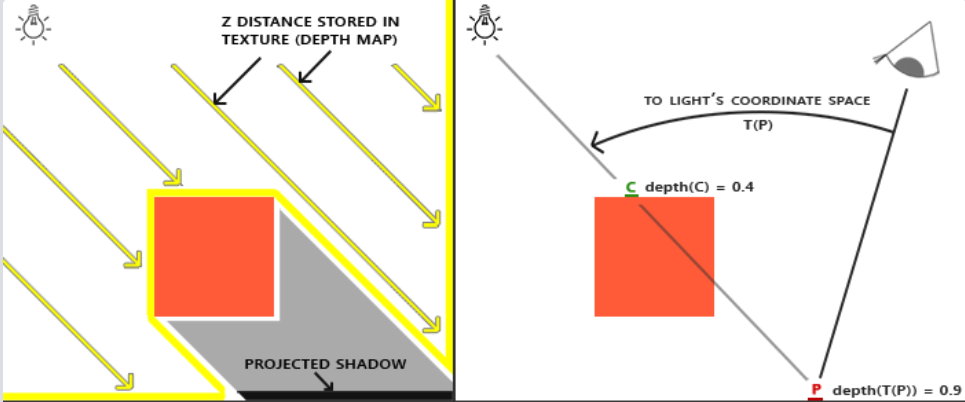 Z DISTANCE STORED IN
TEXTURE (DEPTH MAP)
PROJECTED SHADOW
TO LIGHT'S COORDINATE SPACE
T(P)
C depth(C) = 0.4
P depth(T(P)) = 0.9